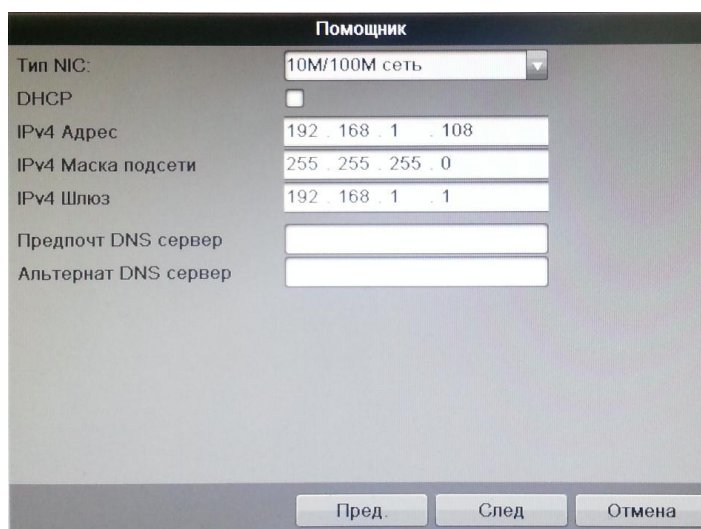 Помощник
Тип NIC: 10M/100M сеть
DHCP
IPv4 Адрес 192 . 168 . 1 . 108
IPv4 Маска подсети 255 . 255 . 255 . 0
IPv4 Шлюз 192 . 168 . 1 . 1
Предпочт DNS сервер
Альтернат DNS сервер
Пред. След Отмена